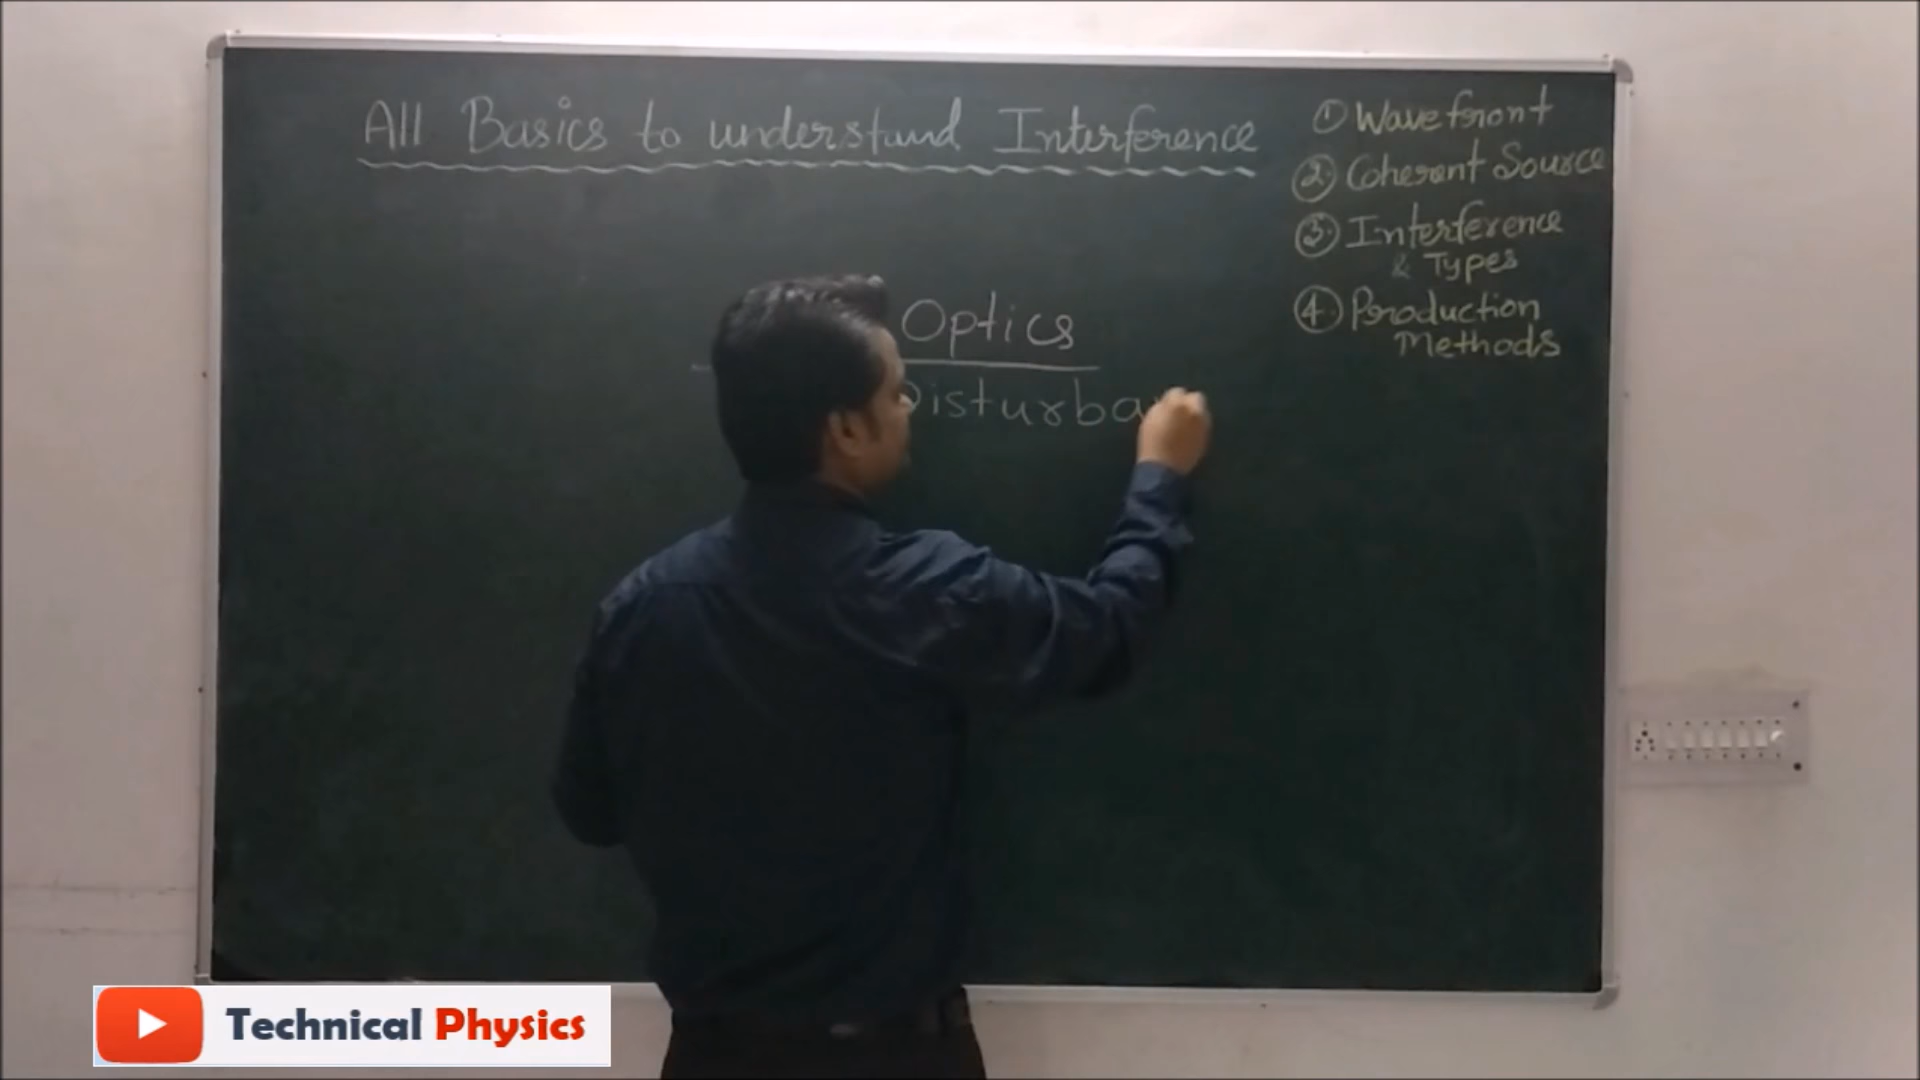 All Basics to understand Interference
① Wavefront
②. Coherent Source
③. Interference
& Types
④. Production
Methods
Optics
Disturba
Technical Physics